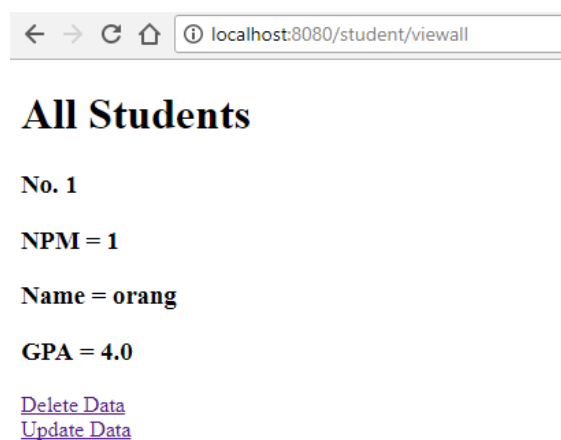 localhost:8080/student/viewall
All Students
No. 1
NPM = 1
Name = orang
GPA = 4.0
Delete Data
Update Data